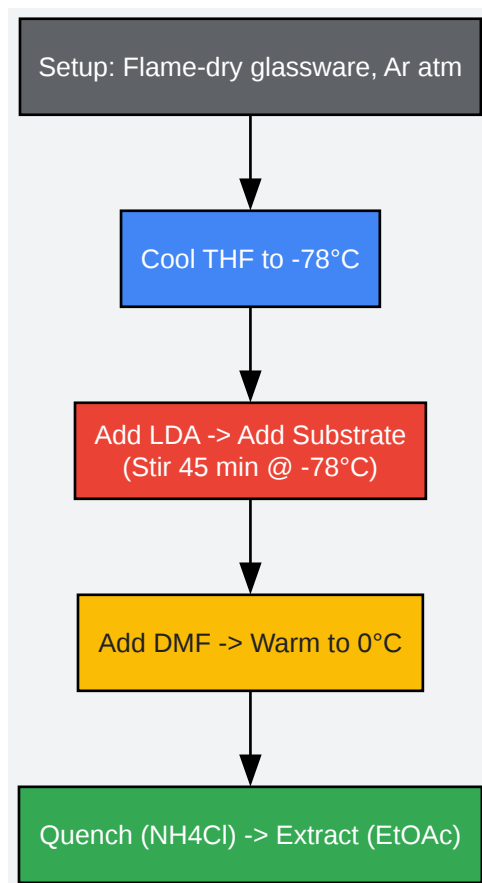 Setup: Flame-dry glassware, Ar atm
Cool THF to -78°C
Add LDA -> Add Substrate
(Stir 45 min @ -78°C)
Add DMF -> Warm to 0°C
Quench (NH4Cl) -> Extract (EtOAc)